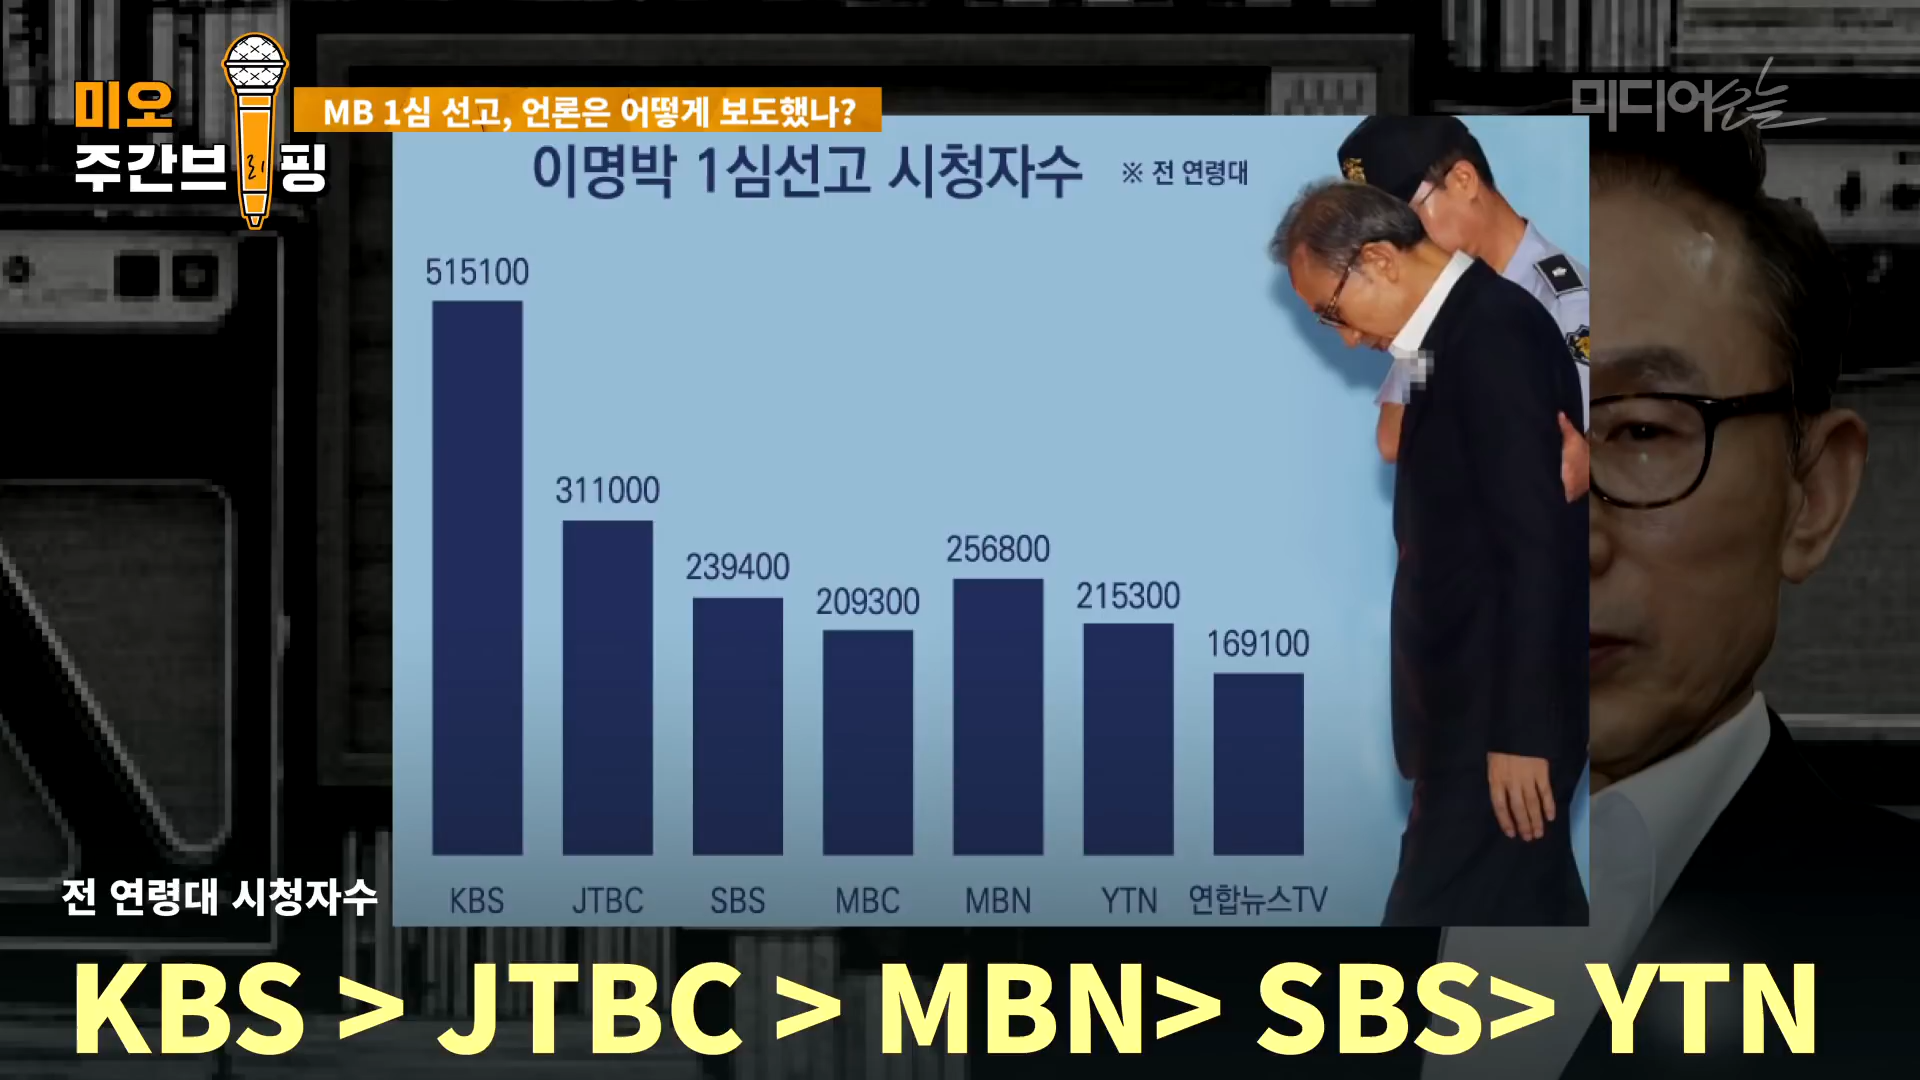 미오
주간브리핑
MB 1심 선고, 언론은 어떻게 보도했나?
미디어오늘
이명박 1심선고 시청자수 ※ 전 연령대
515100
311000
239400
209300
256800
215300
169100
KBS JTBC SBS MBC MBN YTN 연합뉴스TV
전 연령대 시청자수
KBS > JTBC > MBN> SBS> YTN